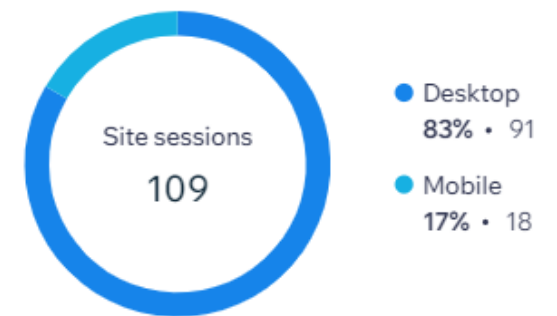 Site sessions
109
Desktop
83% • 91
Mobile
17% • 18